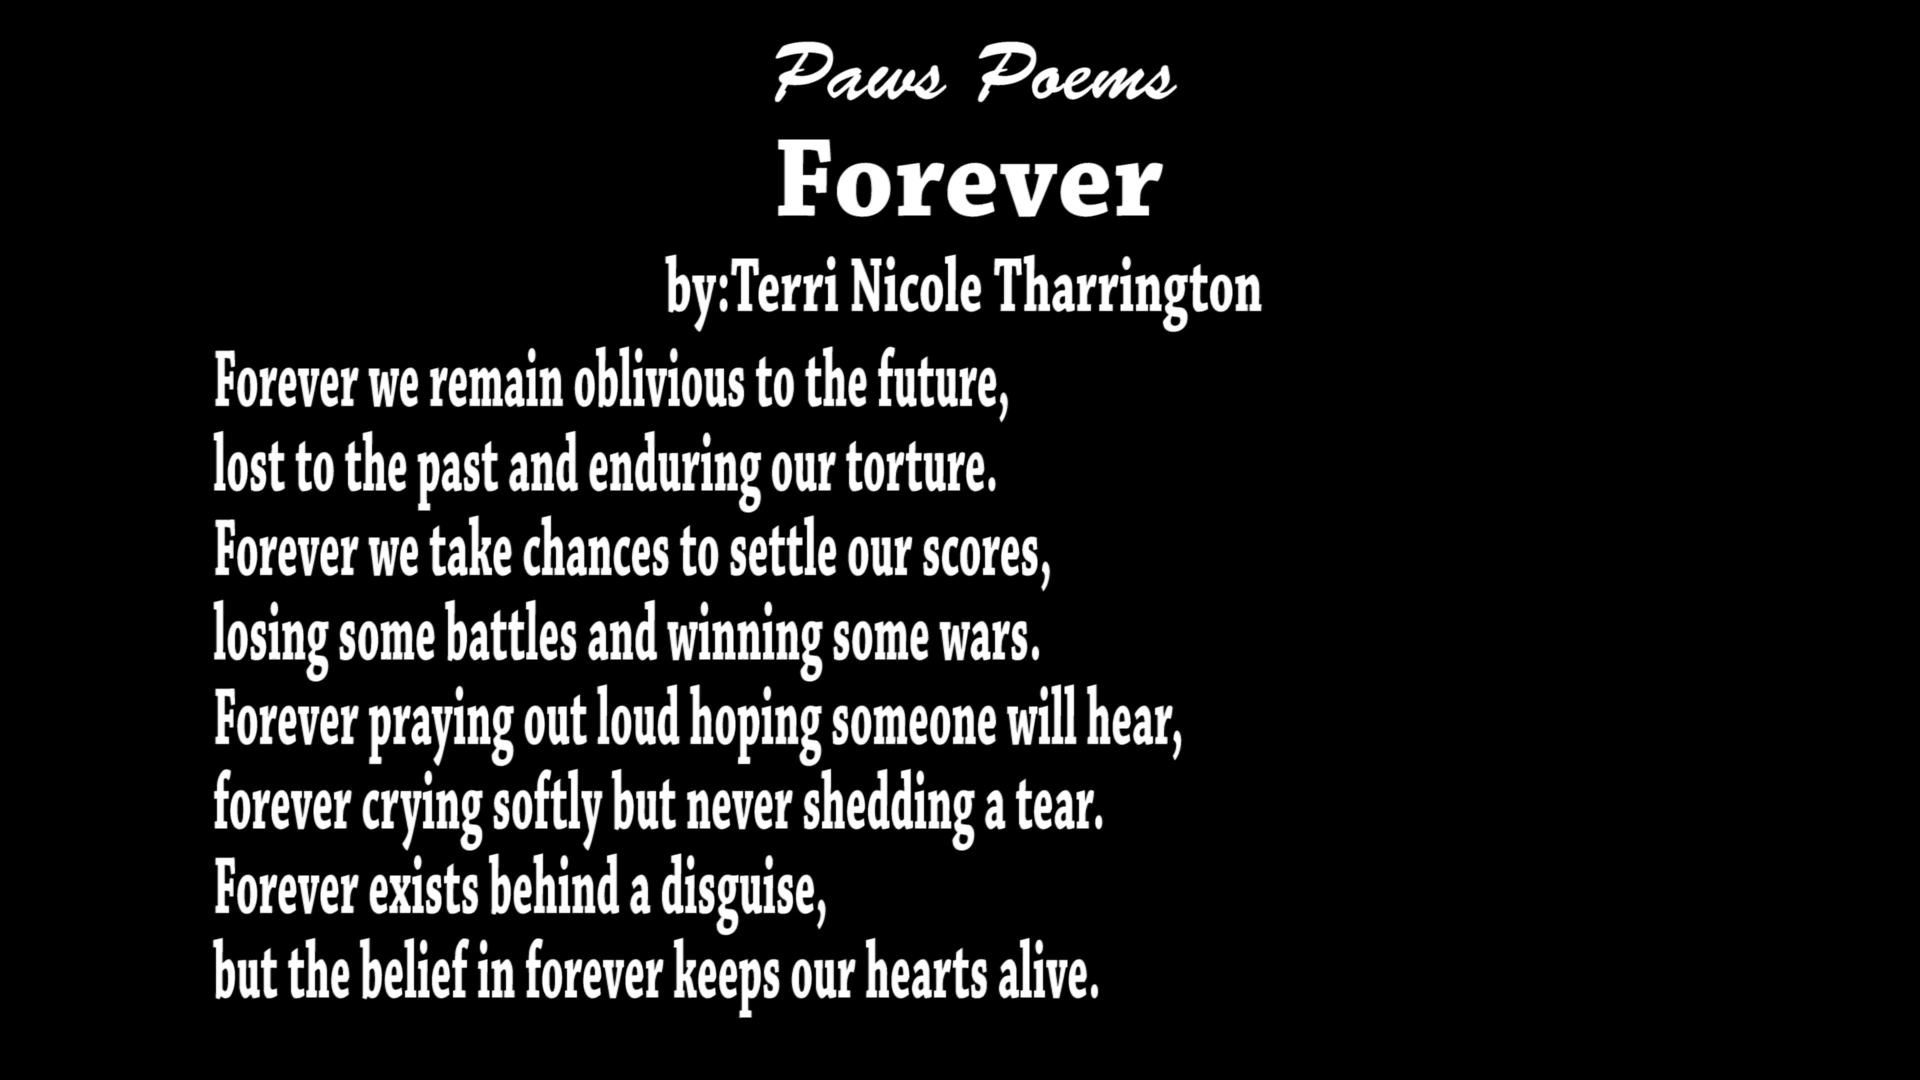 Paws Poems
Forever
by:Terri Nicole Tharrington
Forever we remain oblivious to the future,
lost to the past and enduring our torture.
Forever we take chances to settle our scores,
losing some battles and winning some wars.
Forever praying out loud hoping someone will hear,
forever crying softly but never shedding a tear.
Forever exists behind a disguise,
but the belief in forever keeps our hearts alive.